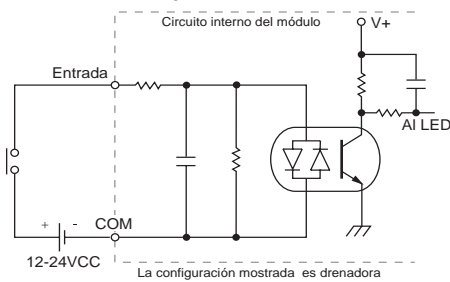 Circuito interno del módulo
V+
Entrada
Al LED
+ -
COM
12-24VCC
La configuración mostrada es drenadora